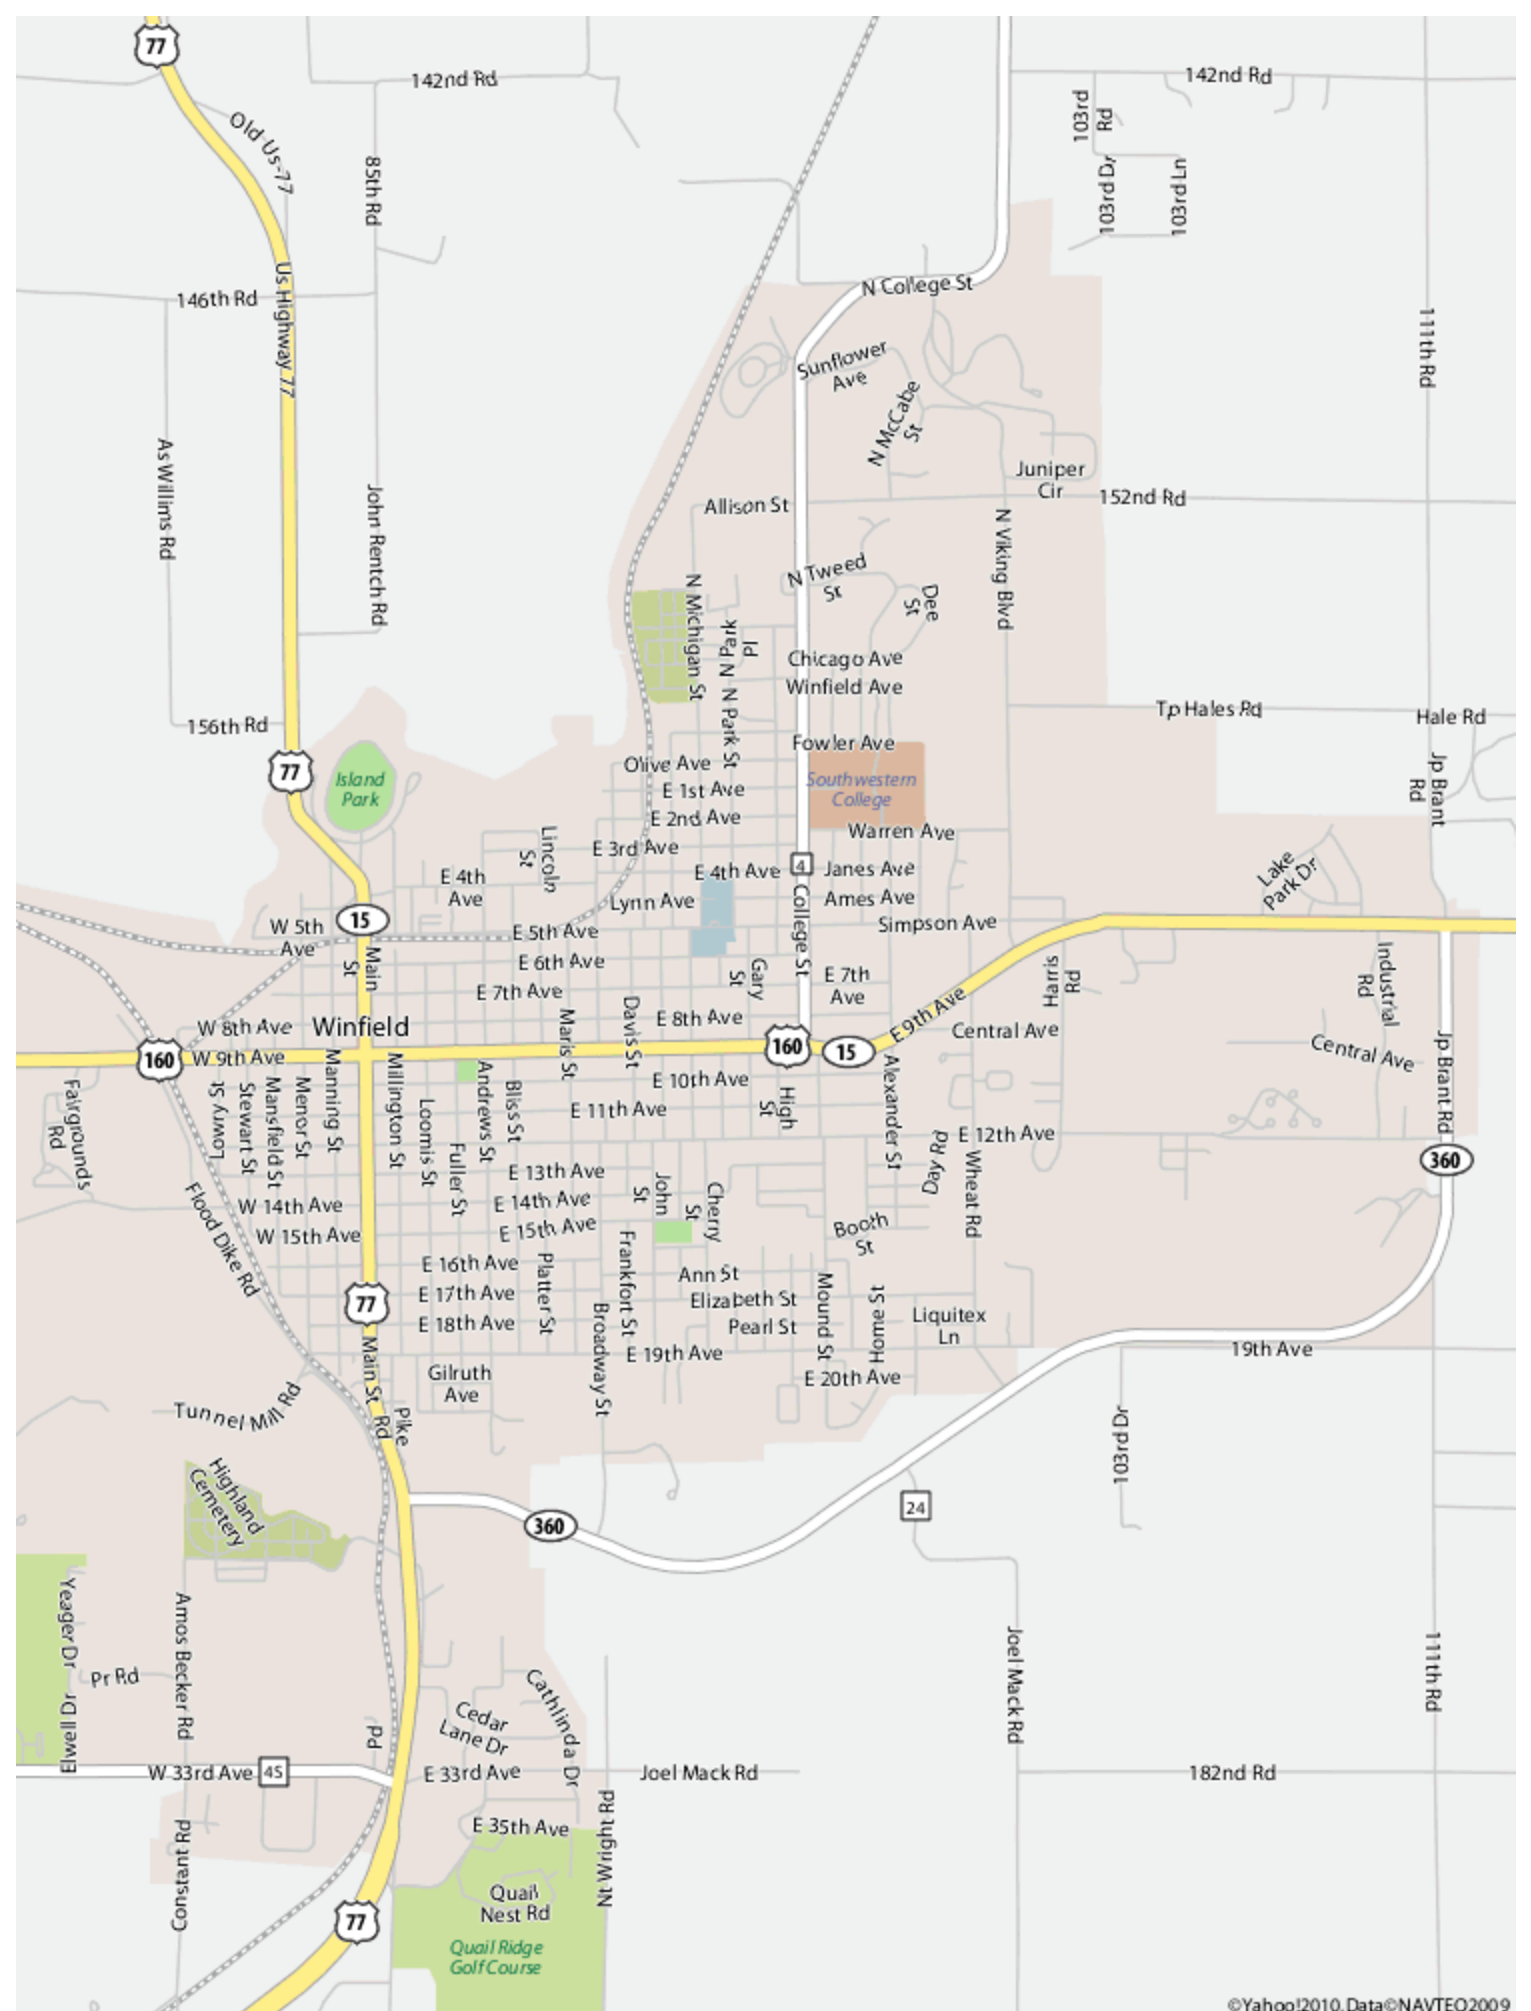 77
142nd Rd
142nd Rd
Old Us-77
103rd
Rd
85th Rd
103rd Dr
103rd Ln
Us Highway 77
146th Rd
N College St
111th Rd
Sunflower
Ave
N McCabe
St
As Willims Rd
Juniper
Cir
152nd Rd
Allison St
John Rentch Rd
N Viking Blvd
N Tweed
St
Dee
St
N Michigan St
N Park
Pl
Chicago Ave
Winfield Ave
N Park St
156th Rd
Tp Hales Rd
Hale Rd
Fowler Ave
77
Island
Park
Olive Ave
E 1st Ave
Southwestern
College
Jp Brant
Rd
E 2nd Ave
Warren Ave
Lincoln
St
E 3rd Ave
E 4th
Ave
E 4th Ave
4
Janes Ave
Lake
Park Dr
Lynn Ave
Ames Ave
15
W 5th
Ave
E 5th Ave
College St
Simpson Ave
Main
St
E 6th Ave
Gary
St
E 7th
Ave
Harris
Rd
Industrial
Rd
E 7th Ave
E 9th Ave
W 8th Ave
Winfield
Maris St
Davis St
E 8th Ave
Central Ave
160
W 9th Ave
160
15
Central Ave
Jp Brant Rd
Fairgrounds
Rd
Lowry St
Stewart St
Mansfield St
Menor St
Manning St
Millington St
Loomis St
Fuller St
Andrews St
Bliss St
E 10th Ave
E 11th Ave
High
St
Alexander St
Day Rd
E 12th Ave
Wheat Rd
360
E 13th Ave
Flood Dike Rd
W 14th Ave
E 14th Ave
John
St
Cherry
St
W 15th Ave
E 15th Ave
Booth
St
E 16th Ave
Platter St
Frankfort St
Ann St
E 17th Ave
Elizabeth St
Mound St
Home St
77
E 18th Ave
Broadway St
Pearl St
Liquitex
Ln
Main St
E 19th Ave
19th Ave
Gilruth
Ave
E 20th Ave
Tunnel Mill Rd
Pike
Rd
103rd Dr
Highland
Cemetery
360
24
Yeager Dr
Amos Becker Rd
Joel Mack Rd
111th Rd
Pr Rd
Elwell Dr
Cathlinda Dr
Cedar
Lane Dr
Pd
W 33rd Ave
45
E 33rd Ave
Joel Mack Rd
182nd Rd
E 35th Ave
Constent Rd
Nt Wright Rd
Quail
Nest Rd
77
Quail Ridge
Golf Course
©Yahoo!2010, Data©NAVTEQ2009